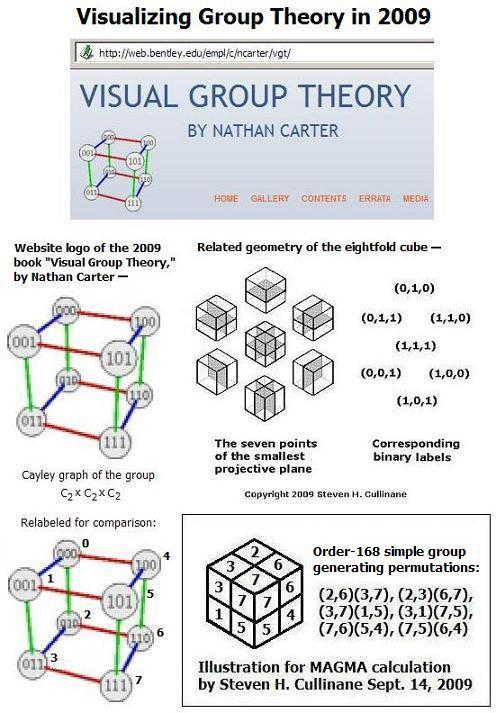 Visualizing Group Theory in 2009
http://web.bentley.edu/empl/c/ncarter/vgt/
VISUAL GROUP THEORY
BY NATHAN CARTER
000
100
001
101
010
110
011
111
HOME GALLERY CONTENTS ERRATA MEDIA
Website logo of the 2009
book "Visual Group Theory,"
by Nathan Carter —
000
100
001
101
010
110
011
111
Cayley graph of the group
C2 x C2 x C2
Related geometry of the eightfold cube —
(0,1,0)
(0,1,1) (1,1,0)
(1,1,1)
(0,0,1) (1,0,0)
(1,0,1)
The seven points
of the smallest
projective plane
Corresponding
binary labels
Copyright 2009 Steven H. Cullinane
Relabeled for comparison:
000 0
100 4
001 1
101 5
010 2
110 6
011 3
111 7
2
3 6
7
3 7 7 6
1 5 5 4
Order-168 simple group
generating permutations:
(2,6)(3,7), (2,3)(6,7),
(3,7)(1,5), (3,1)(7,5),
(7,6)(5,4), (7,5)(6,4)
Illustration for MAGMA calculation
by Steven H. Cullinane Sept. 14, 2009